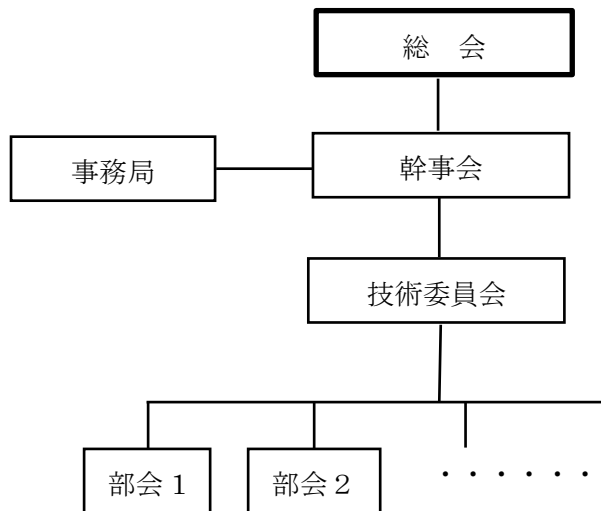 総　会
事務局
幹事会
技術委員会
部会１
部会２
・・・・・・